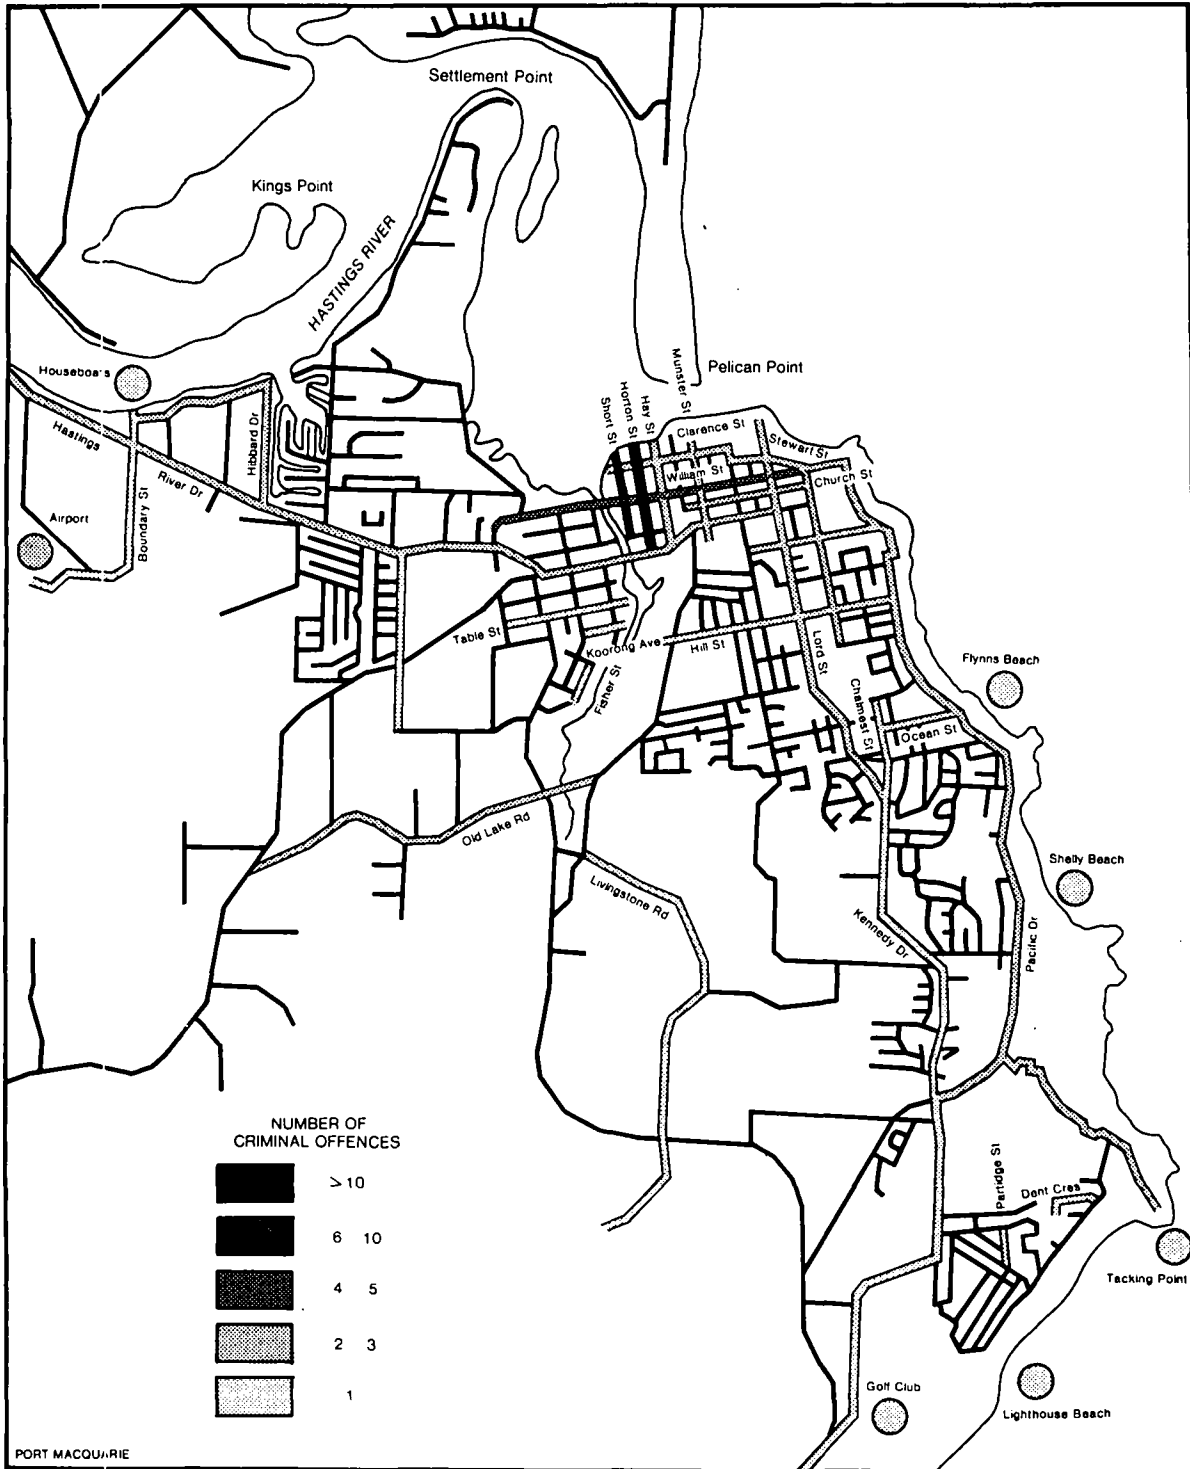 Settlement Point
Kings Point
HASTINGS RIVER
Houseboa's
Pelican Point
Munster St
Hay St
Horton St
Short St
Clarence St
Stewart St
William St
Church St
Hastings
River Dr
Hibbard Dr
Boundary St
Airport
Table St
Koorong Ave
Hill St
Fisher St
Lord St
Chalmest St
Ocean St
Flynns Beach
Old Lake Rd
Livingstone Rd
Shelly Beach
Kennedy Dr
Pacific Dr
NUMBER OF
CRIMINAL OFFENCES
>10
6 10
4 5
2 3
1
Partidge St
Dent Cres
Tacking Point
Golf Club
Lighthouse Beach
PORT MACQUARIE